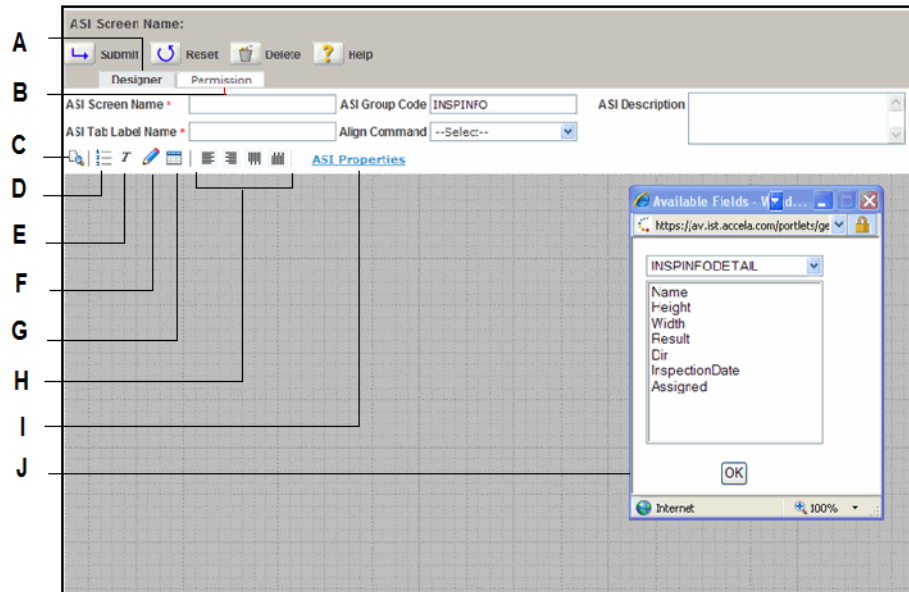 ASI Screen Name:
A
Submit Reset Delete Help
Designer Permission
B
ASI Screen Name * ASI Group Code INSPINFO ASI Description
ASI Tab Label Name * Align Command --Select--
C
T ASI Properties
D
E
F
G
H
I
J
Available Fields - W d...
https://av.ist.accela.com/portlets/ge
INSPINFODETAIL
Name
Height
Width
Result
Dir
InspectionDate
Assigned
OK
Internet 100%